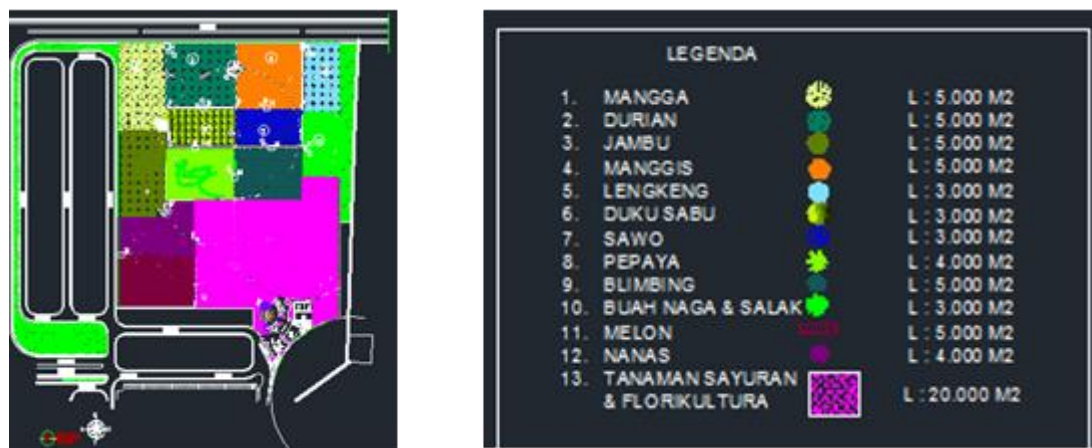 LEGENDA
1. MANGGA L : 5.000 M2
2. DURIAN L : 5.000 M2
3. JAMBU L : 5.000 M2
4. MANGGIS L : 5.000 M2
5. LENGKENG L : 3.000 M2
6. DUKU SABU L : 3.000 M2
7. SAWO L : 3.000 M2
8. PEPAYA L : 4.000 M2
9. BLIMBING L : 5.000 M2
10. BUAH NAGA & SALAK L : 3.000 M2
11. MELON L : 5.000 M2
12. NANAS L : 4.000 M2
13. TANAMAN SAYURAN
& FLORIKULTURA L : 20.000 M2